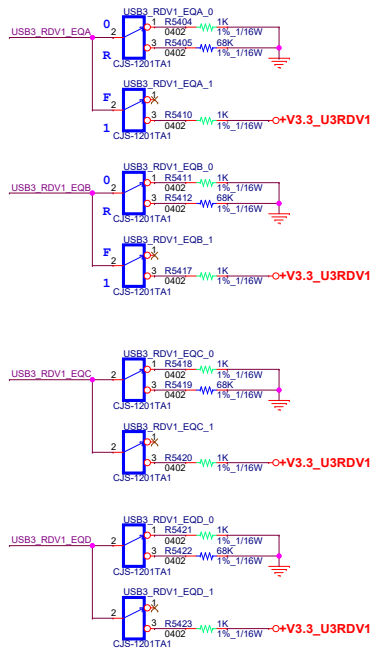 USB3_RDV1_EQA_0
0
1 R5404 1K
USB3_RDV1_EQA 2 0402 1%_1/16W
3 R5405 68K
R 0402 1%_1/16W
CJS-1201TA1
USB3_RDV1_EQA_1
F 1
2
3 R5410 1K +V3.3_U3RDV1
1 0402 1%_1/16W
CJS-1201TA1
USB3_RDV1_EQB_0
0
1 R5411 1K
USB3_RDV1_EQB 2 0402 1%_1/16W
3 R5412 68K
R 0402 1%_1/16W
CJS-1201TA1
USB3_RDV1_EQB_1
F 1
2
3 R5417 1K +V3.3_U3RDV1
1 0402 1%_1/16W
CJS-1201TA1
USB3_RDV1_EQC_0
1 R5418 1K
USB3_RDV1_EQC 2 0402 1%_1/16W
3 R5419 68K
0402 1%_1/16W
CJS-1201TA1
USB3_RDV1_EQC_1
1
2
3 R5420 1K +V3.3_U3RDV1
0402 1%_1/16W
CJS-1201TA1
USB3_RDV1_EQD_0
1 R5421 1K
USB3_RDV1_EQD 2 0402 1%_1/16W
3 R5422 68K
0402 1%_1/16W
CJS-1201TA1
USB3_RDV1_EQD_1
1
2
3 R5423 1K +V3.3_U3RDV1
0402 1%_1/16W
CJS-1201TA1